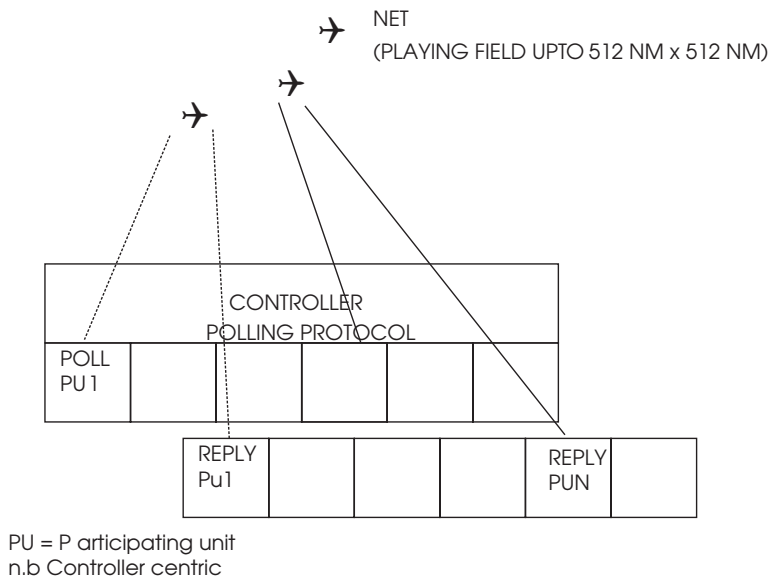 NET
(PLAYING FIELD UPTO 512 NM x 512 NM)
CONTROLLER
POLLING PROTOCOL
POLL
PU1
REPLY
Pu1
REPLY
PUN
PU = P articipating unit
n.b Controller centric